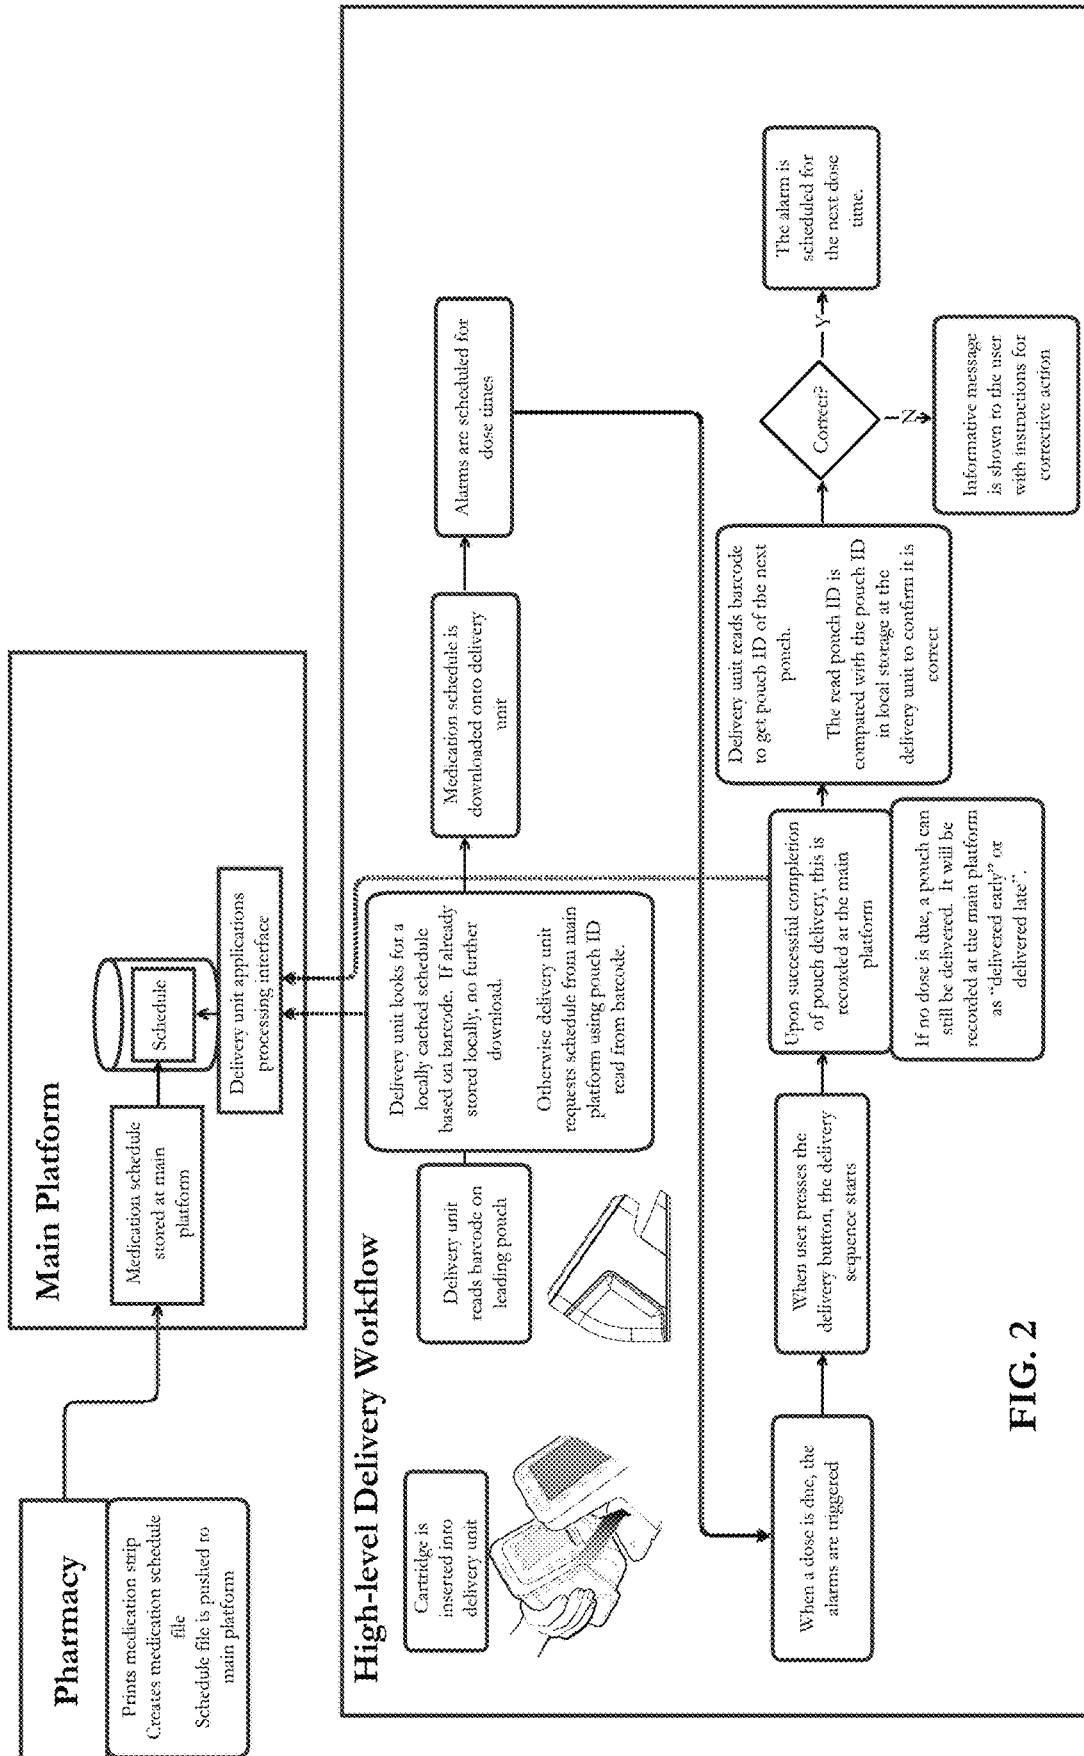 Pharmacy
Prints medication strip
Creates medication schedule
file
Schedule file is pushed to
main platform
Main Platform
Medication schedule
stored at main
platform
Schedule
Delivery unit applications
processing interface
High-level Delivery Workflow
Cartridge is
inserted into
delivery unit
Delivery unit
reads barcode on
leading pouch
Delivery unit looks for a
locally cached schedule
based on barcode. If already
stored locally, no further
download.
Otherwise delivery unit
requests schedule from main
platform using pouch ID
read from barcode.
Medication schedule is
downloaded onto delivery
unit
Alarms are scheduled for
dose times
When a dose is due, the
alarms are triggered
When user presses the
delivery button, the delivery
sequence starts
Upon successful completion
of pouch delivery, this is
recorded at the main
platform
If no dose is due, a pouch can
still be delivered. It will be
recorded at the main platform
as “delivered early” or
delivered late”.
Delivery unit reads barcode
to get pouch ID of the next
pouch.
The read pouch ID is
compared with the pouch ID
in local storage at the
delivery unit to confirm it is
correct
Correct?
Y
The alarm is
scheduled for
the next dose
time.
N
Informative message
is shown to the user
with instructions for
corrective action
FIG. 2